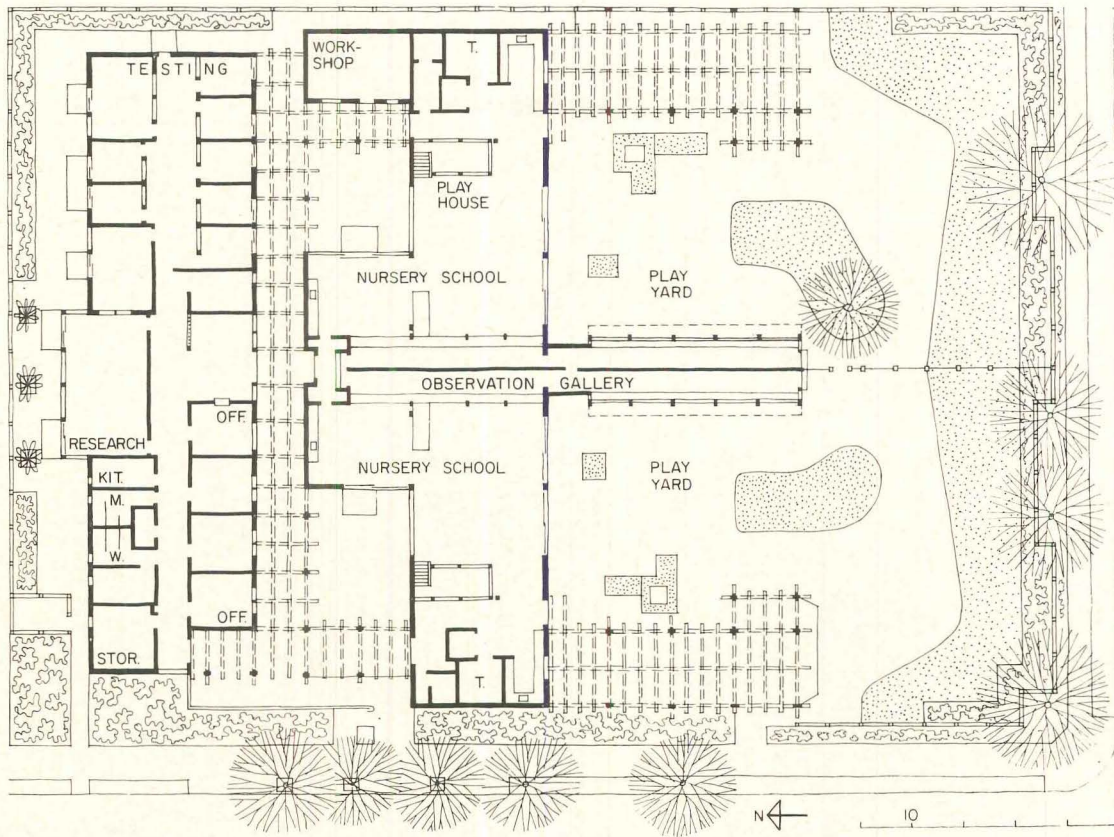 TESTING
WORK-
SHOP
T.
PLAY
HOUSE
NURSERY SCHOOL
PLAY
YARD
OBSERVATION GALLERY
OFF.
RESEARCH
NURSERY SCHOOL
PLAY
YARD
KIT.
M.
W.
OFF.
STOR.
T.
N
10